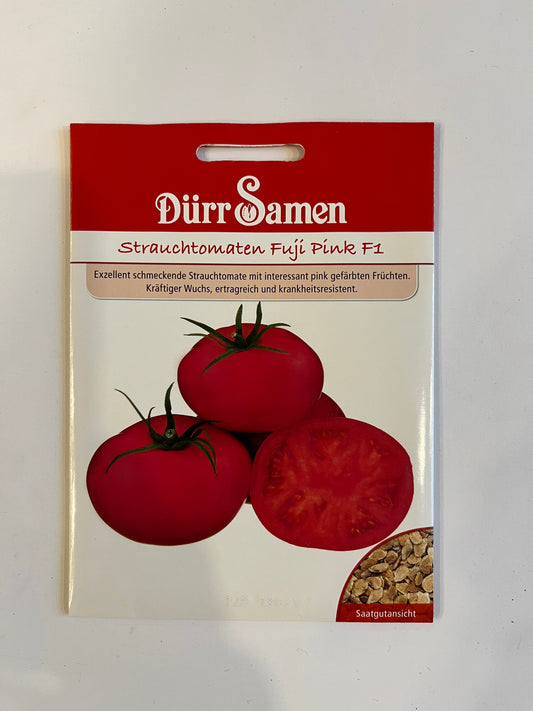 Dürr Samen
Strauchtomaten Fuji Pink F1
Exzellent schmeckende Strauchtomate mit interessant pink gefärbten Früchten.
Kräftiger Wuchs, ertragreich und krankheitsresistent.
Saatgutansicht